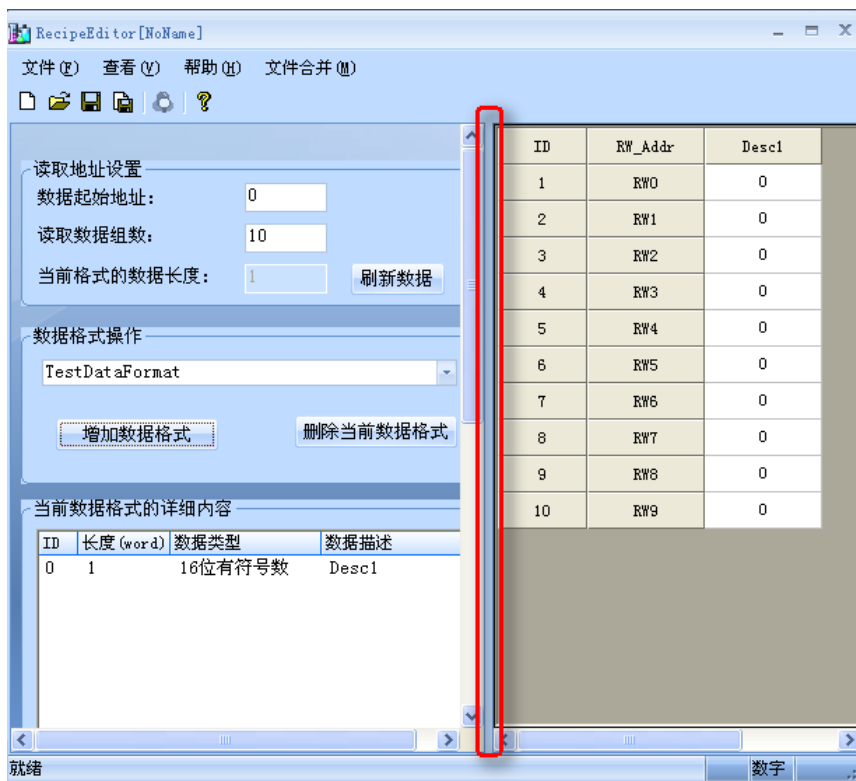 RecipeEditor[NoName]
文件(F) 查看(V) 帮助(H) 文件合并(M)
读取地址设置
数据起始地址: 0
读取数据组数: 10
当前格式的数据长度: 1 刷新数据
数据格式操作
TestDataFormat
增加数据格式 删除当前数据格式
当前数据格式的详细内容
ID 长度(word) 数据类型 数据描述
0 1 16位有符号数 Desc1
ID RW_Addr Desc1
1 RW0 0
2 RW1 0
3 RW2 0
4 RW3 0
5 RW4 0
6 RW5 0
7 RW6 0
8 RW7 0
9 RW8 0
10 RW9 0
就绪 数字